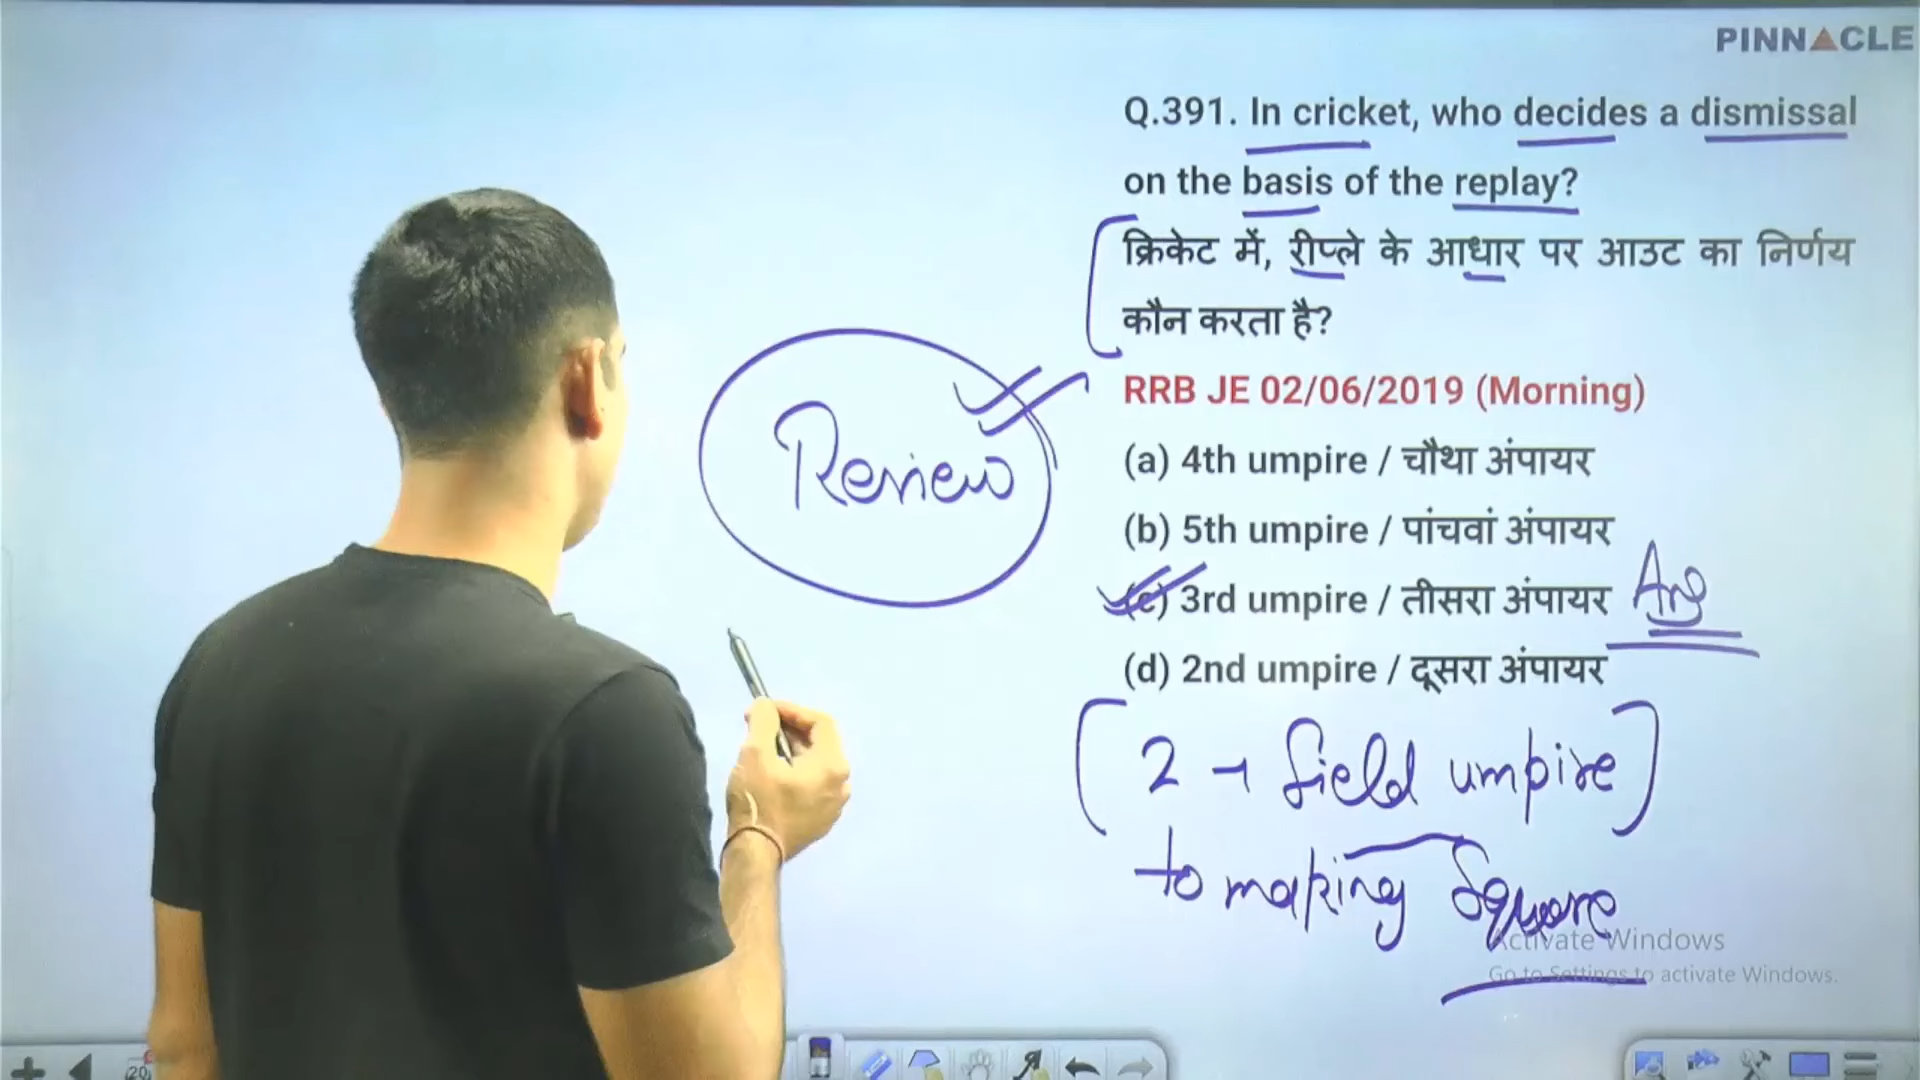 PINNACLE
Q.391. In cricket, who decides a dismissal
on the basis of the replay?
क्रिकेट में, रीप्ले के आधार पर आउट का निर्णय
कौन करता है?
RRB JE 02/06/2019 (Morning)
(a) 4th umpire / चौथा अंपायर
(b) 5th umpire / पांचवां अंपायर
(c) 3rd umpire / तीसरा अंपायर Ans
(d) 2nd umpire / दूसरा अंपायर
Review
2 → field umpire
to making Square
Activate Windows
Go to Settings to activate Windows.
20